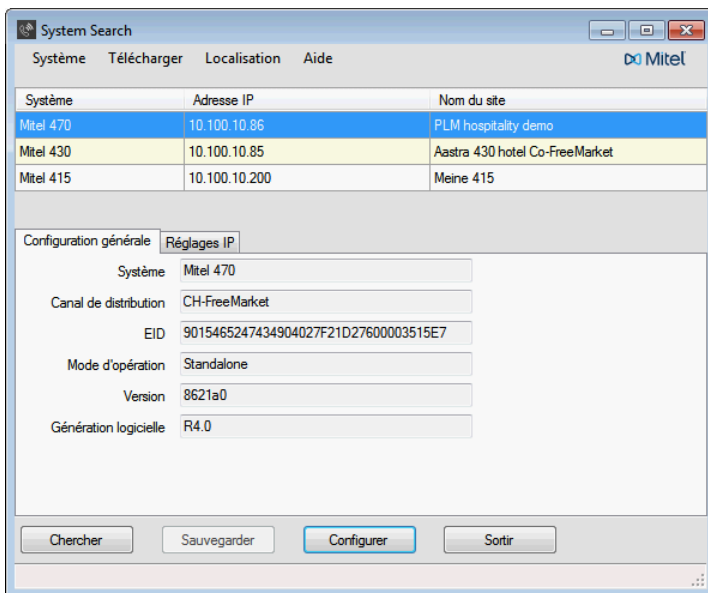 System Search
Système Télécharger Localisation Aide Mitel
Système Adresse IP Nom du site
Mitel 470 10.100.10.86 PLM hospitality demo
Mitel 430 10.100.10.85 Aastra 430 hotel Co-FreeMarket
Mitel 415 10.100.10.200 Meine 415
Configuration générale Réglages IP
Système Mitel 470
Canal de distribution CH-FreeMarket
EID 9015465247434904027F21D27600003515E7
Mode d'opération Standalone
Version 8621a0
Génération logicielle R4.0
Chercher Sauvegarder Configurer Sortir